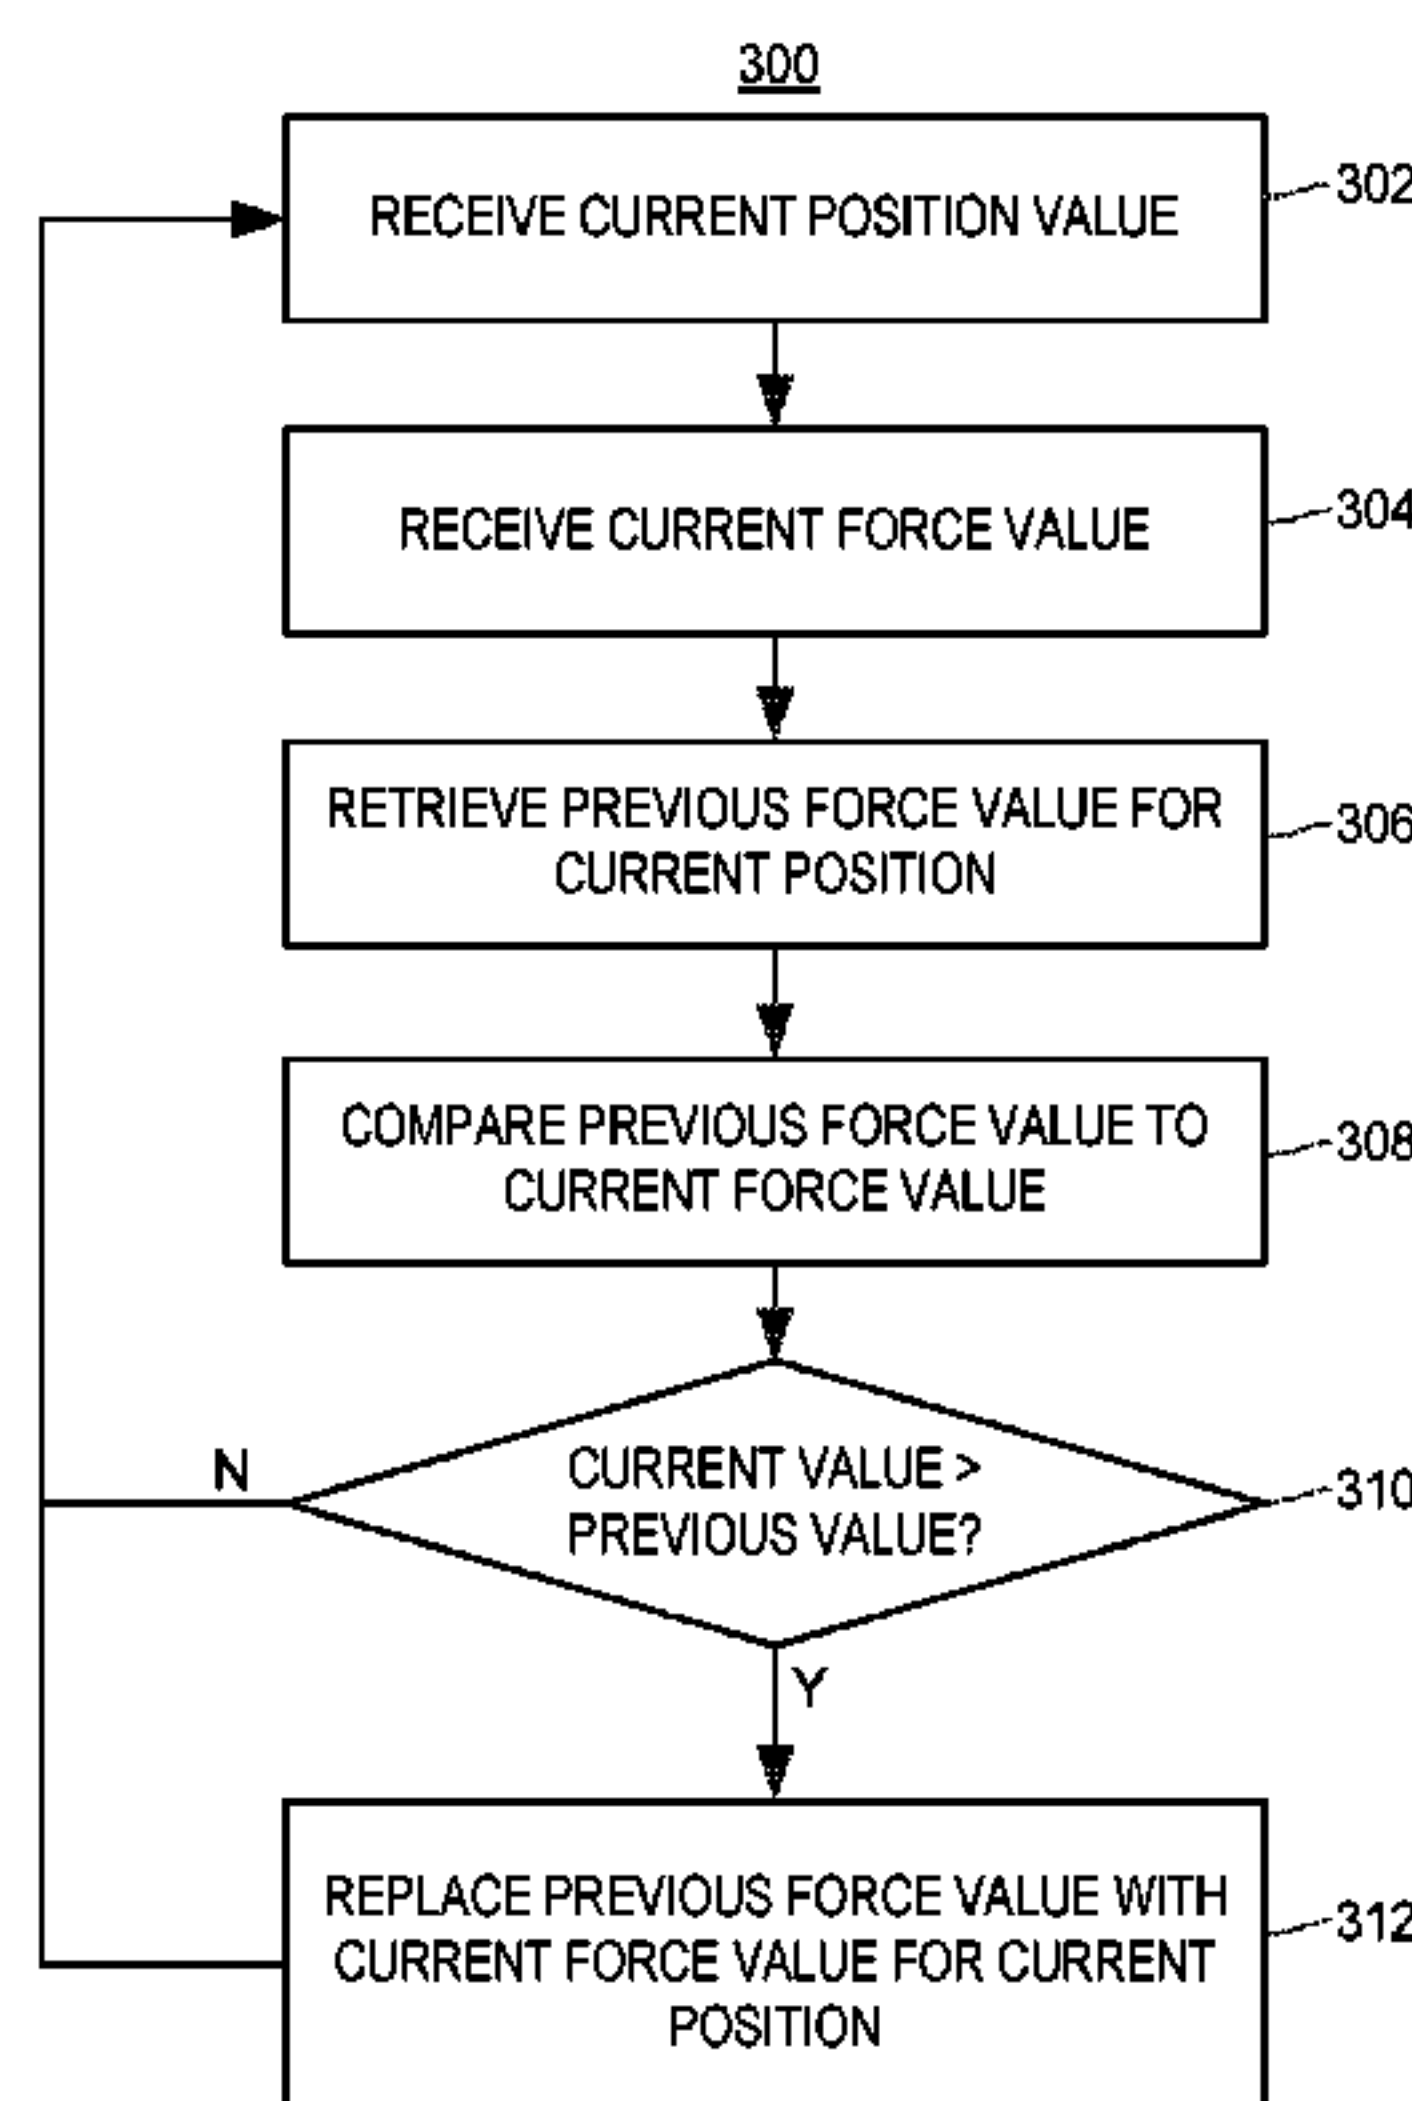 300
RECEIVE CURRENT POSITION VALUE
302
RECEIVE CURRENT FORCE VALUE
304
RETRIEVE PREVIOUS FORCE VALUE FOR
CURRENT POSITION
306
COMPARE PREVIOUS FORCE VALUE TO
CURRENT FORCE VALUE
308
N
CURRENT VALUE >
PREVIOUS VALUE?
310
Y
REPLACE PREVIOUS FORCE VALUE WITH
CURRENT FORCE VALUE FOR CURRENT
POSITION
312